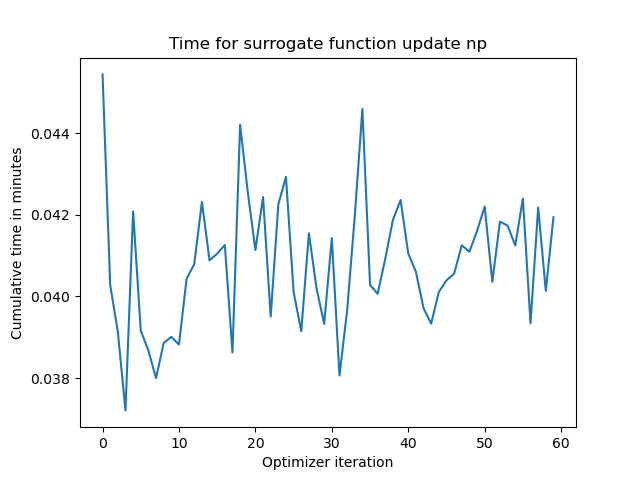 Time for surrogate function update np
Cumulative time in minutes
0.044
0.042
0.040
0.038
0 10 20 30 40 50 60
Optimizer iteration